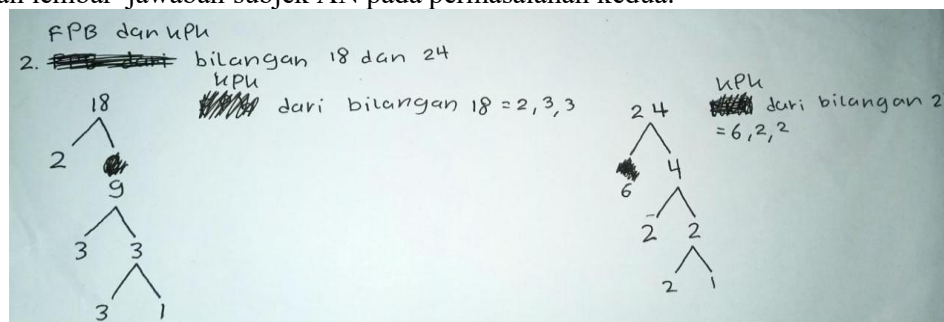 an lembar jawaban subjek AN pada permasalahan kedua.
FPB dan KPK
2. FPB dari bilangan 18 dan 24
KPK
dari bilangan 18 = 2, 3, 3
18
2
9
3 3
3 1
KPK
dari bilangan 2
= 6, 2, 2
24
6 4
2 2
2 1